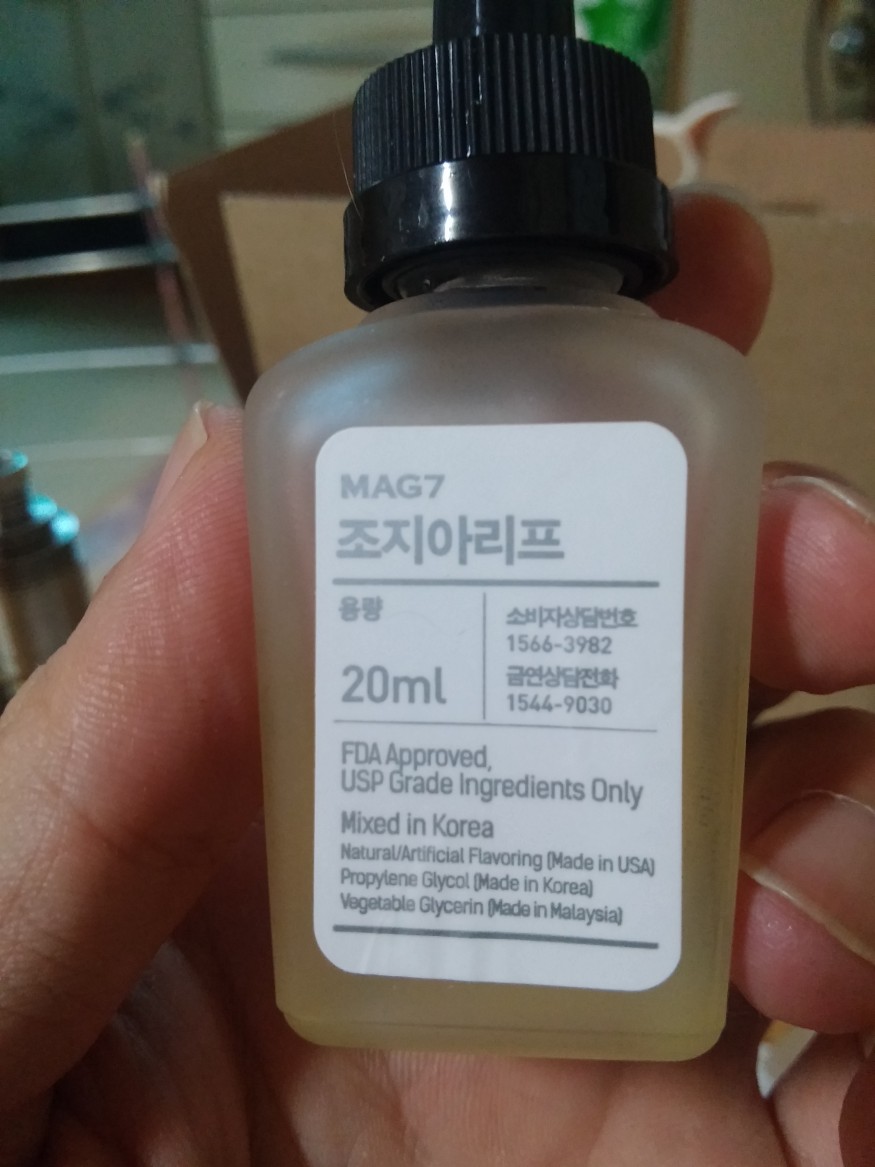 MAG7
조지아리프
용량
20ml
소비자상담번호
1566-3982
금연상담전화
1544-9030
FDA Approved,
USP Grade Ingredients Only
Mixed in Korea
Natural/Artificial Flavoring (Made in USA)
Propylene Glycol (Made in Korea)
Vegetable Glycerin (Made in Malaysia)